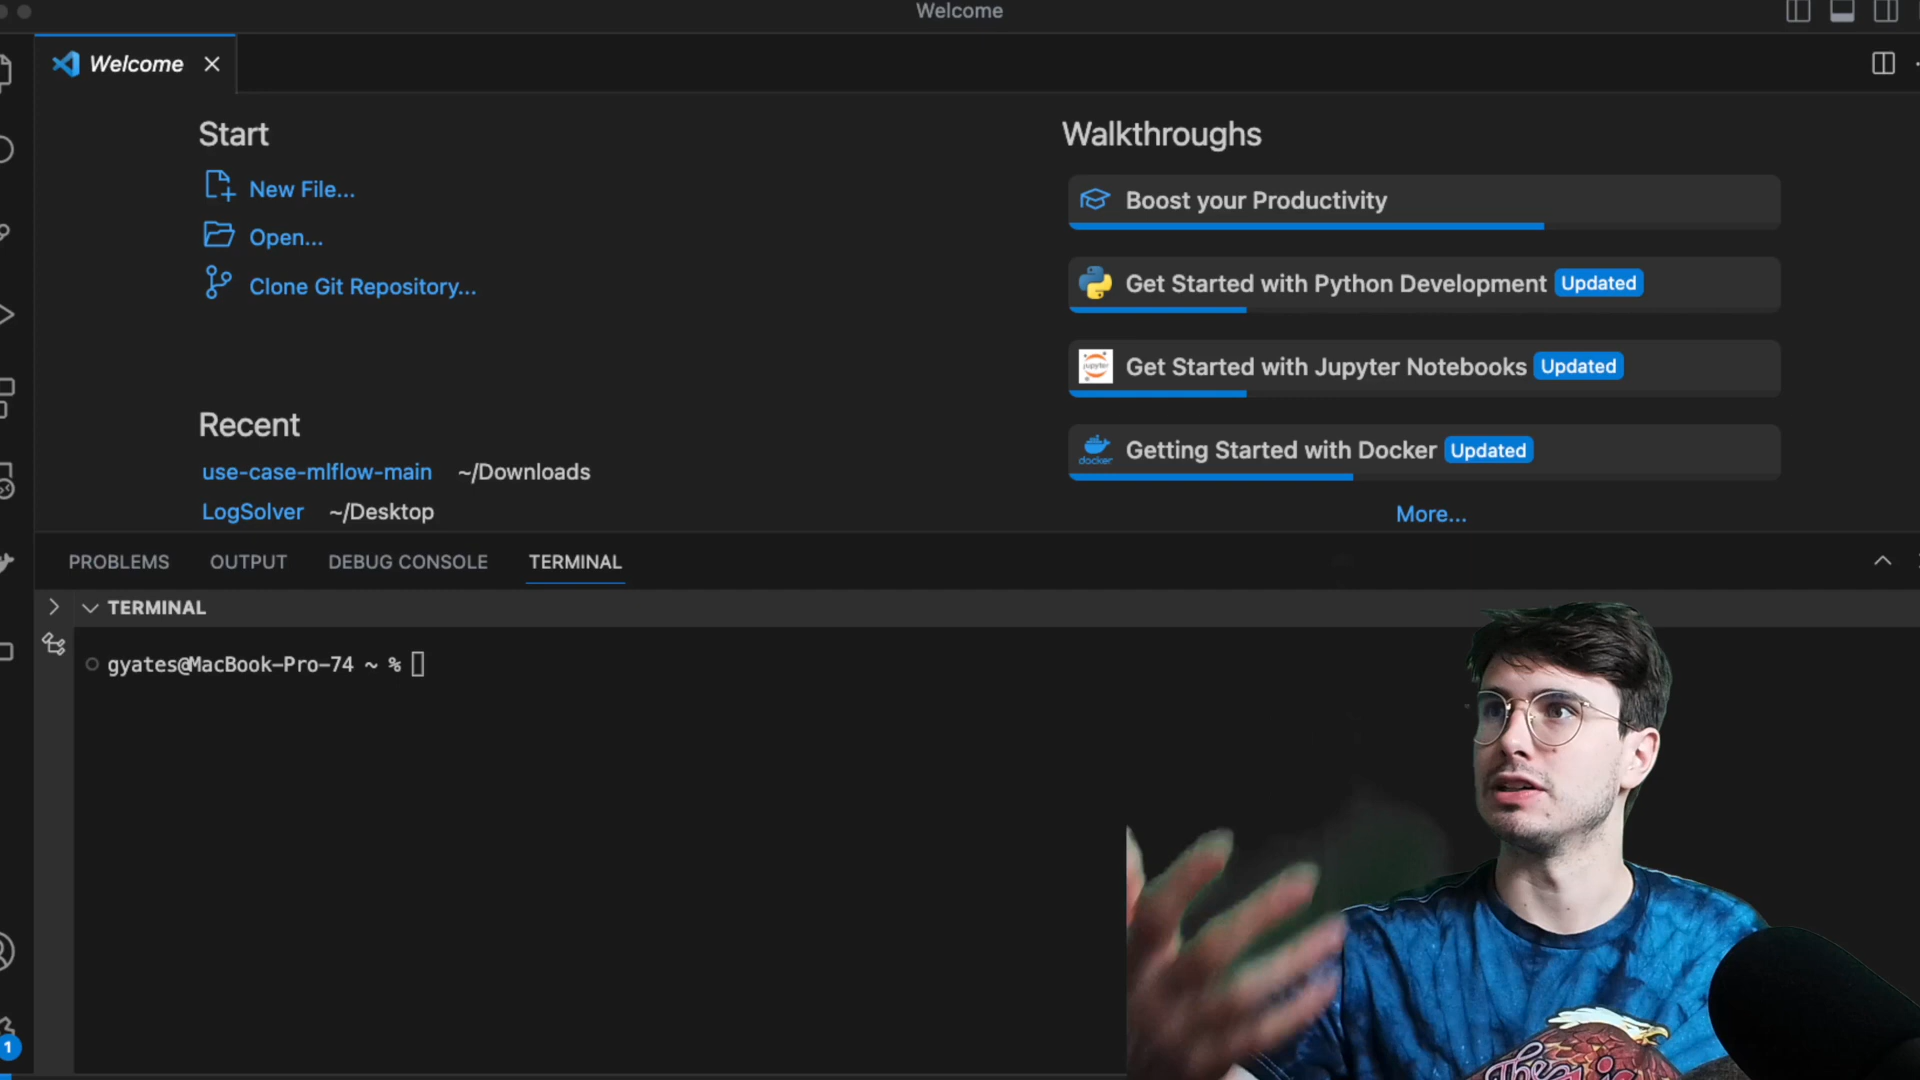 Welcome
Welcome
Start
New File...
Open...
Clone Git Repository...
Recent
use-case-mlflow-main ~/Downloads
LogSolver ~/Desktop
Walkthroughs
Boost your Productivity
Get Started with Python Development Updated
jupyter
Get Started with Jupyter Notebooks Updated
docker
Getting Started with Docker Updated
More...
PROBLEMS OUTPUT DEBUG CONSOLE TERMINAL
TERMINAL
gyates@MacBook-Pro-74 ~ %
1